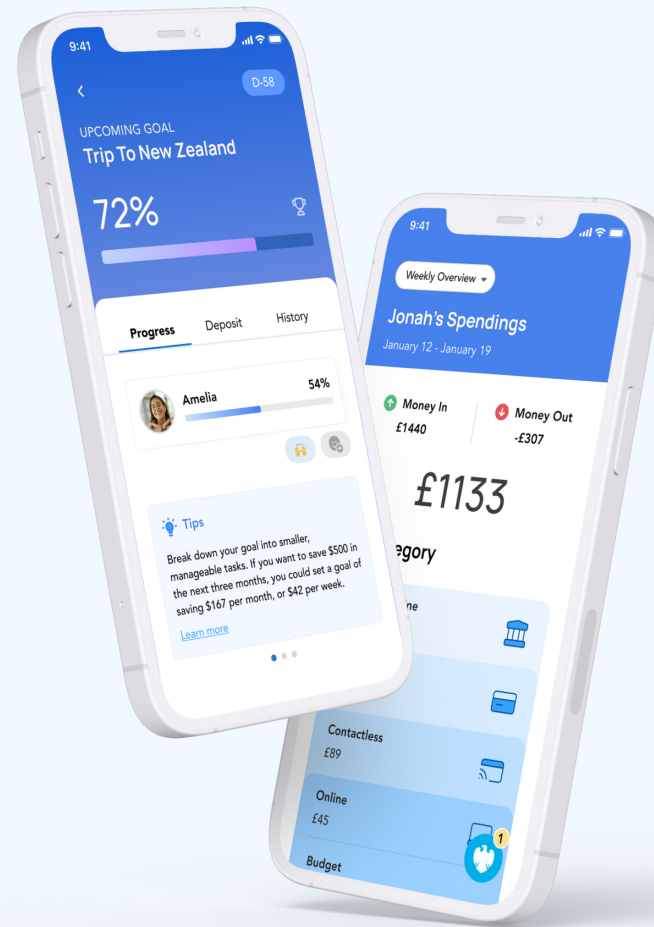 9:41
D-58
UPCOMING GOAL
Trip To New Zealand
72%
Progress
Deposit
History
Amelia
54%
Tips
Break down your goal into smaller,
manageable tasks. If you want to save $500 in
the next three months, you could set a goal of
saving $167 per month, or $42 per week.
Learn more
9:41
Weekly Overview
Jonah's Spendings
January 12 - January 19
Money In
£1440
Money Out
-£307
£1133
egory
ne
Contactless
£89
Online
£45
1
Budget